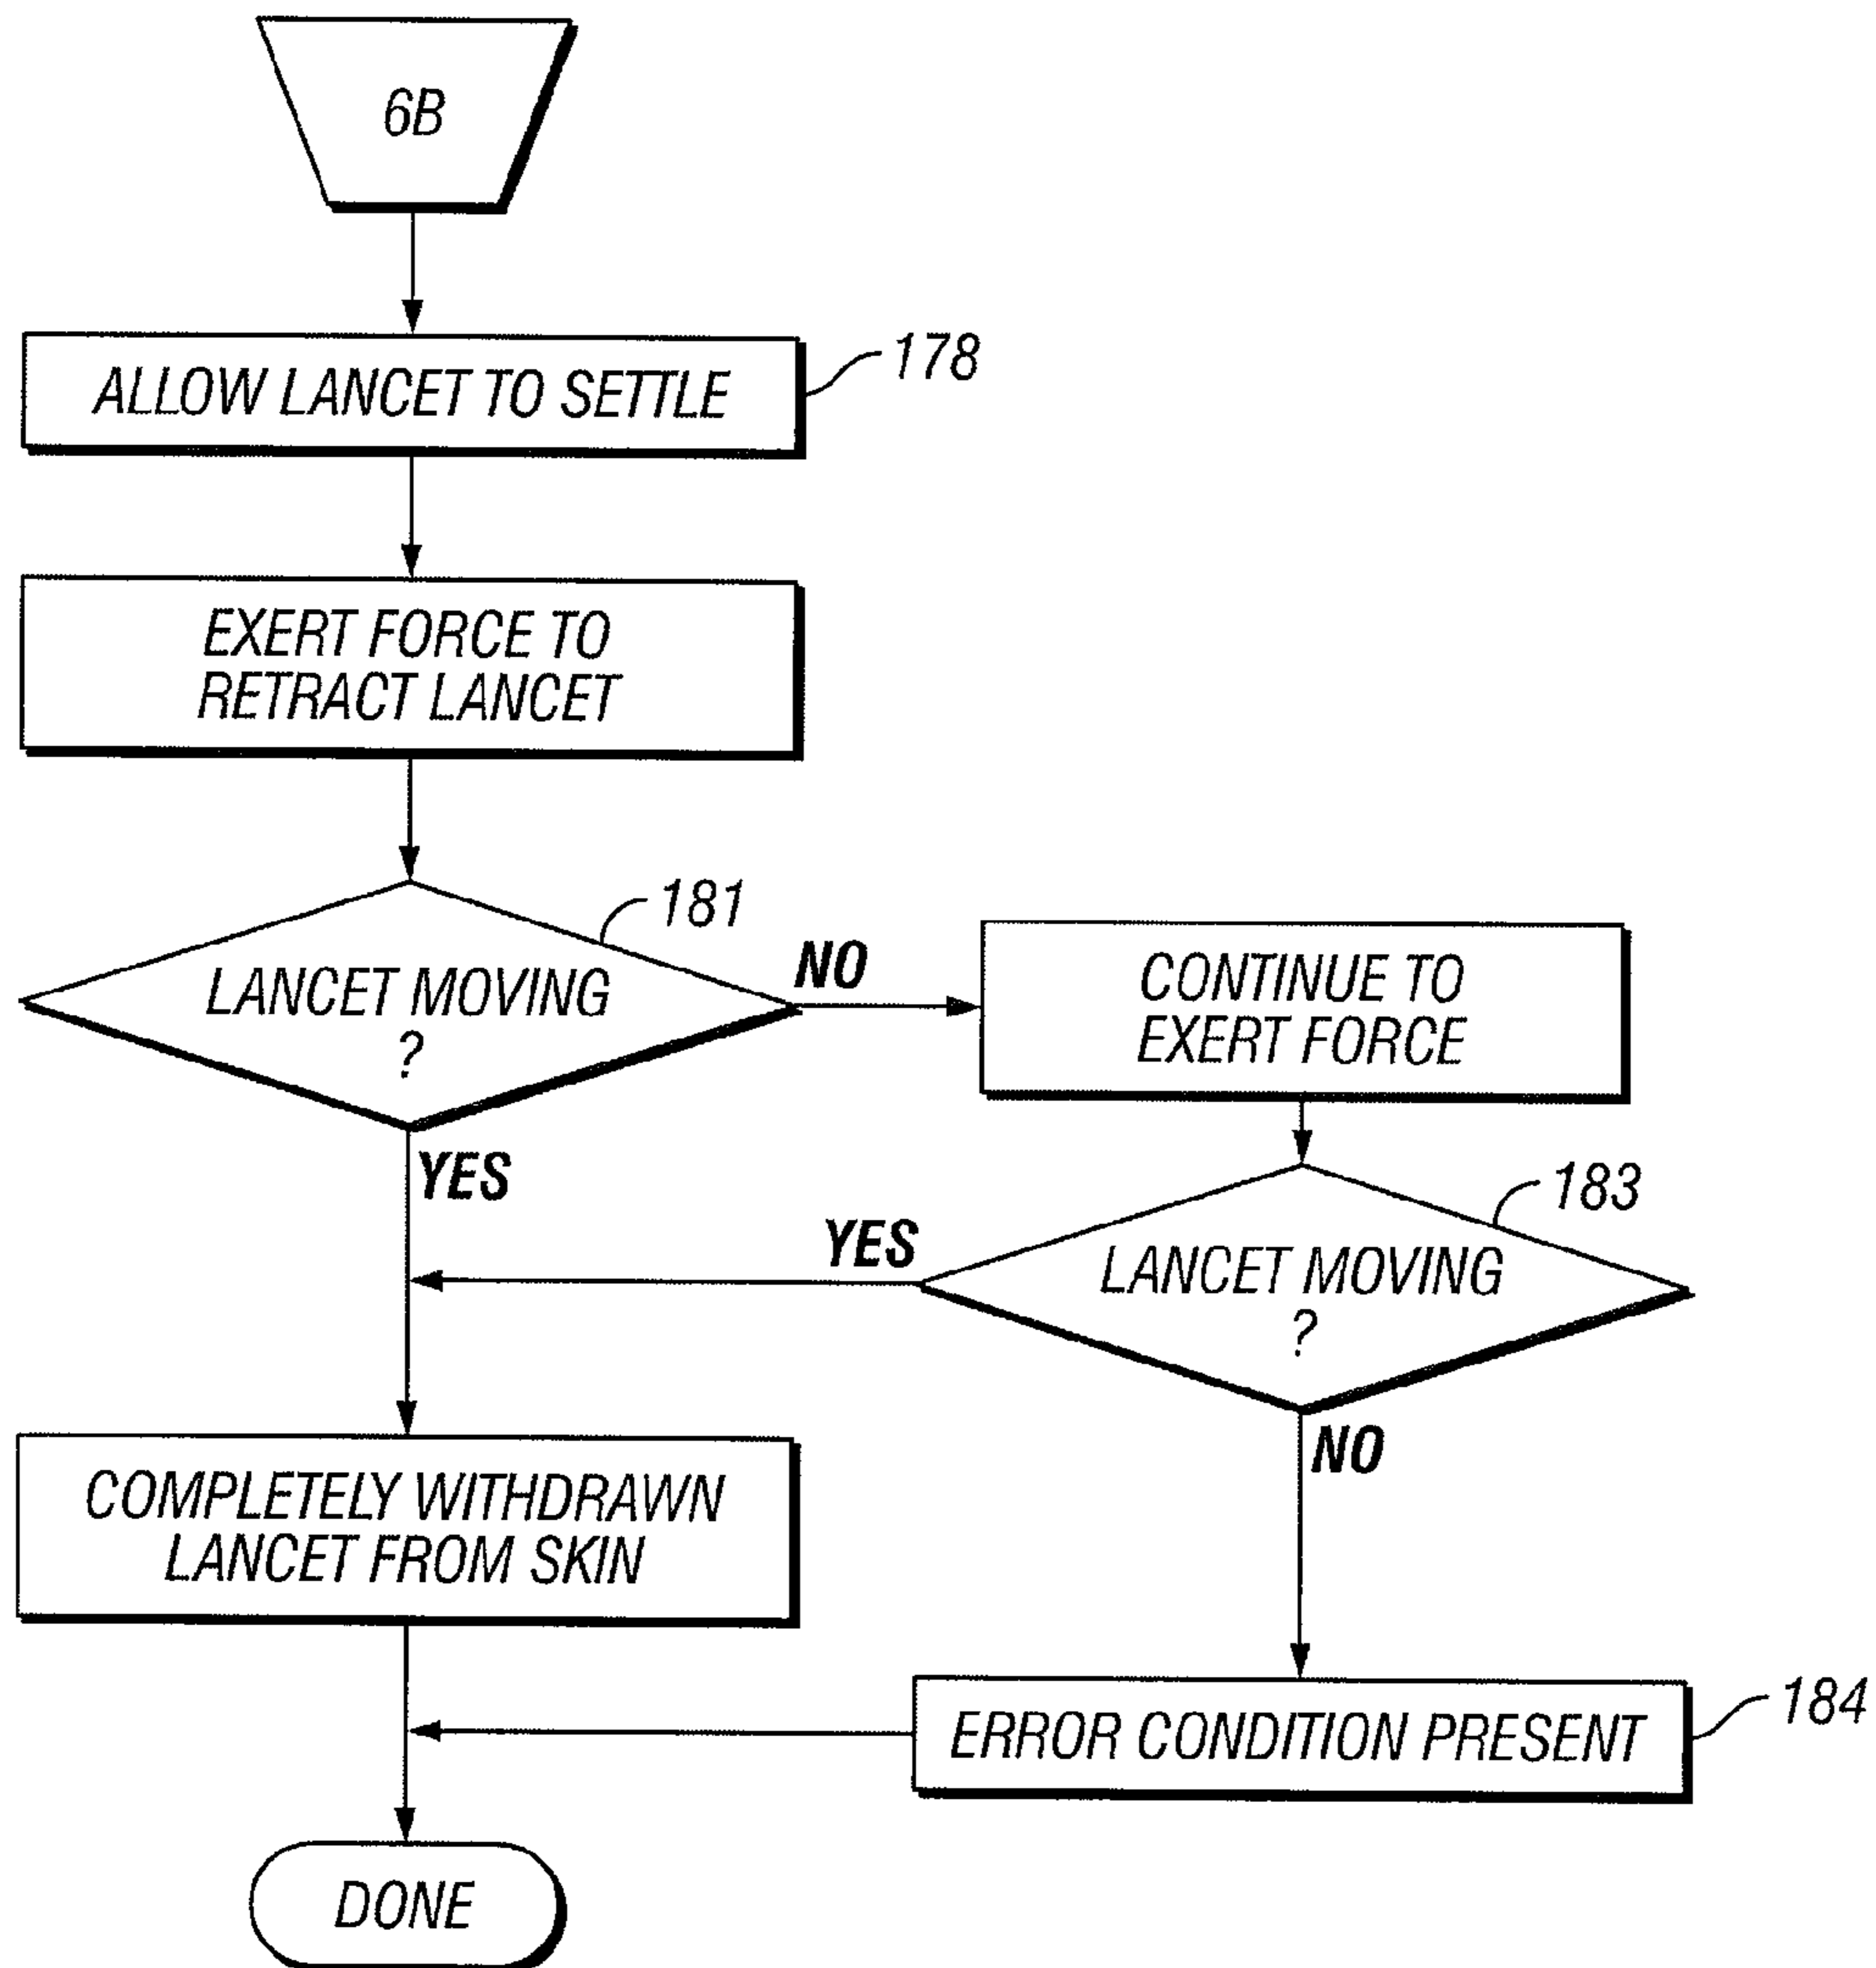 6B
ALLOW LANCET TO SETTLE
178
EXERT FORCE TO
RETRACT LANCET
181
LANCET MOVING
?
NO
CONTINUE TO
EXERT FORCE
YES
183
LANCET MOVING
?
YES
NO
COMPLETELY WITHDRAWN
LANCET FROM SKIN
ERROR CONDITION PRESENT
184
DONE